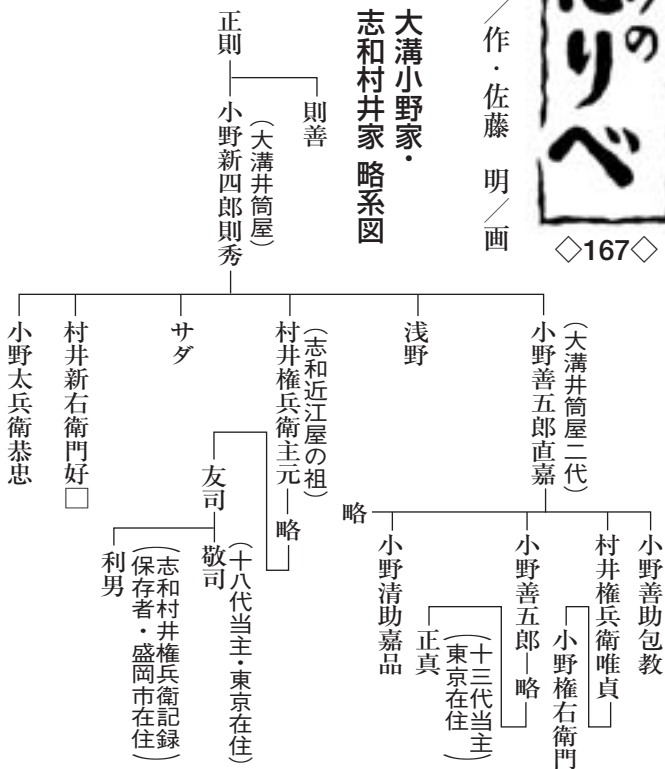 の
りべ
/作・佐藤 明/画
◇167◇
大溝小野家・
志和村井家 略系図
正則
則善
(大溝井筒屋)
小野新四郎則秀
(大溝井筒屋二代)
小野善五郎直嘉
浅野
(志和近江屋の祖)
村井権兵衛主元
略
サダ
村井新右衛門好□
小野太兵衛恭忠
小野善助包教
村井権兵衛唯貞
小野権右衛門
小野善五郎
略
(十三代当主・
東京在住)
正真
小野清助嘉品
略
友司
(十八代当主・東京在住)
敬司
利男
(志和村井権兵衛記録
保存者・盛岡市在住)